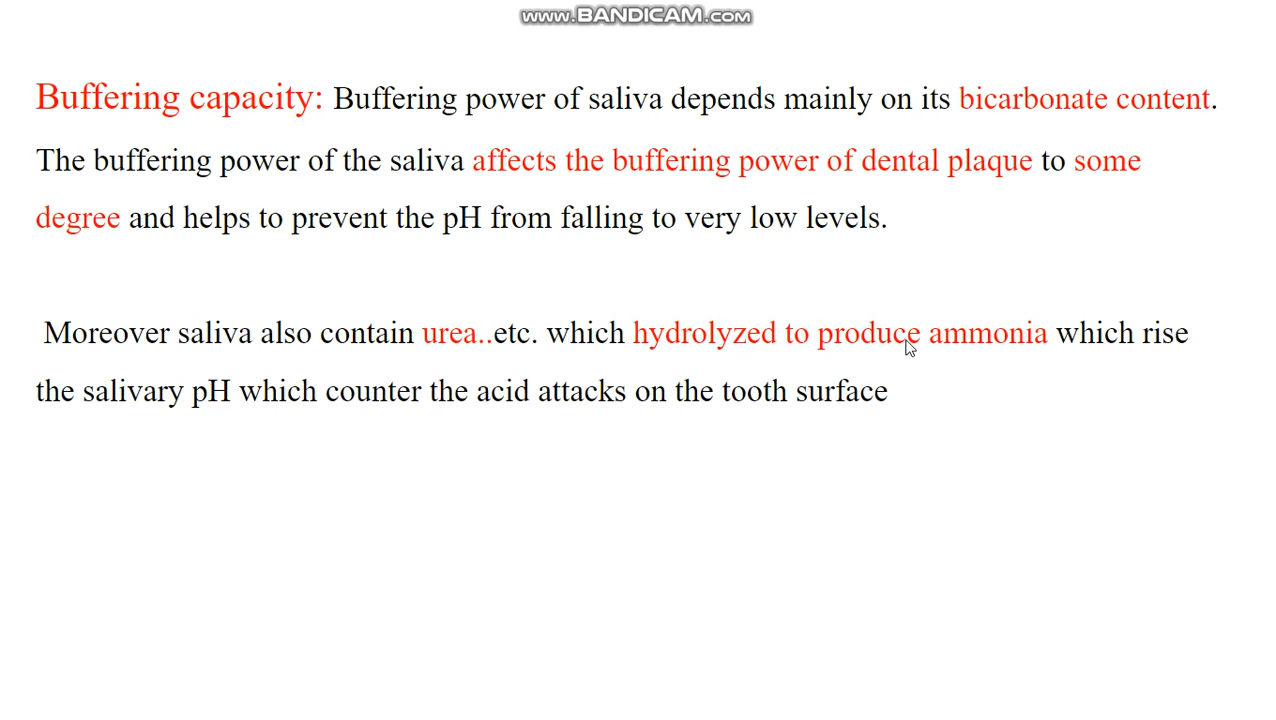 www.BANDICAM.com
Buffering capacity: Buffering power of saliva depends mainly on its bicarbonate content.
The buffering power of the saliva affects the buffering power of dental plaque to some
degree and helps to prevent the pH from falling to very low levels.
Moreover saliva also contain urea..etc. which hydrolyzed to produce ammonia which rise
the salivary pH which counter the acid attacks on the tooth surface